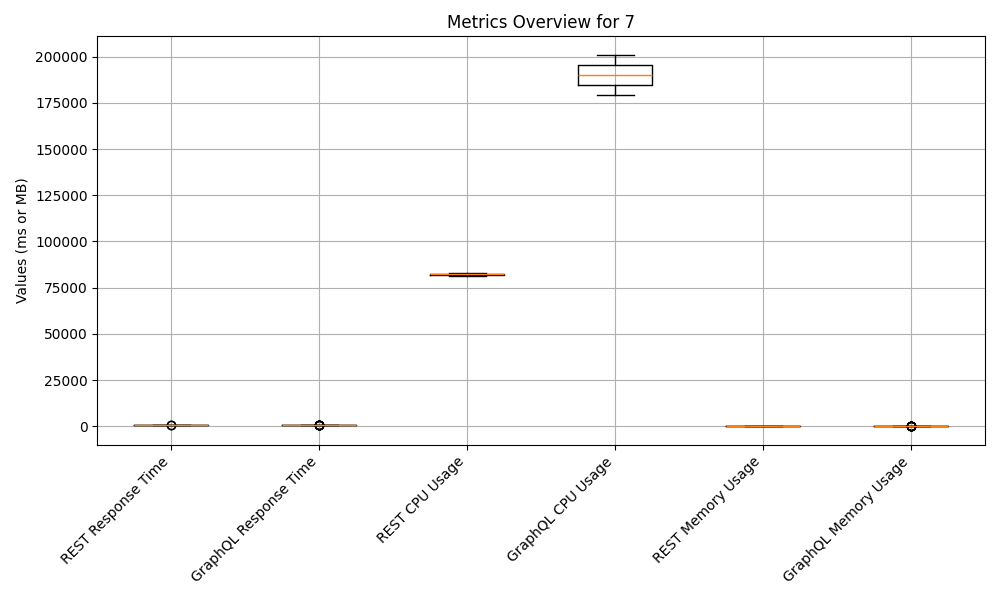 Metrics Overview for 7
Values (ms or MB)
200000
175000
150000
125000
100000
75000
50000
25000
0
REST Response Time
GraphQL Response Time
REST CPU Usage
GraphQL CPU Usage
REST Memory Usage
GraphQL Memory Usage